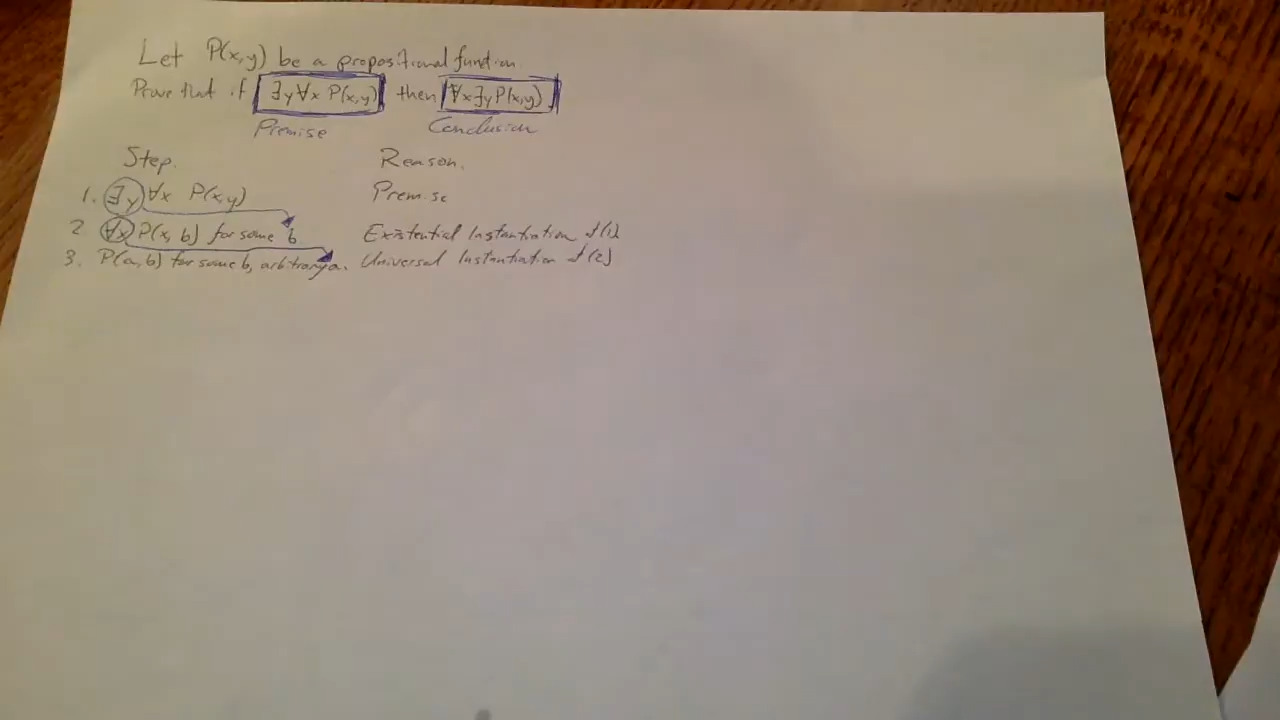 Let P(x,y) be a propositional function.
Prove that if ∃y∀x P(x,y) then ∀x∃y P(x,y)
Premise Conclusion
Step. Reason.
1. ∃y ∀x P(x,y) Premise
2. ∀x P(x, b) for some b Existential Instantiation of (1)
3. P(a,b) for some b, arbitrary a. Universal Instantiation of (2)